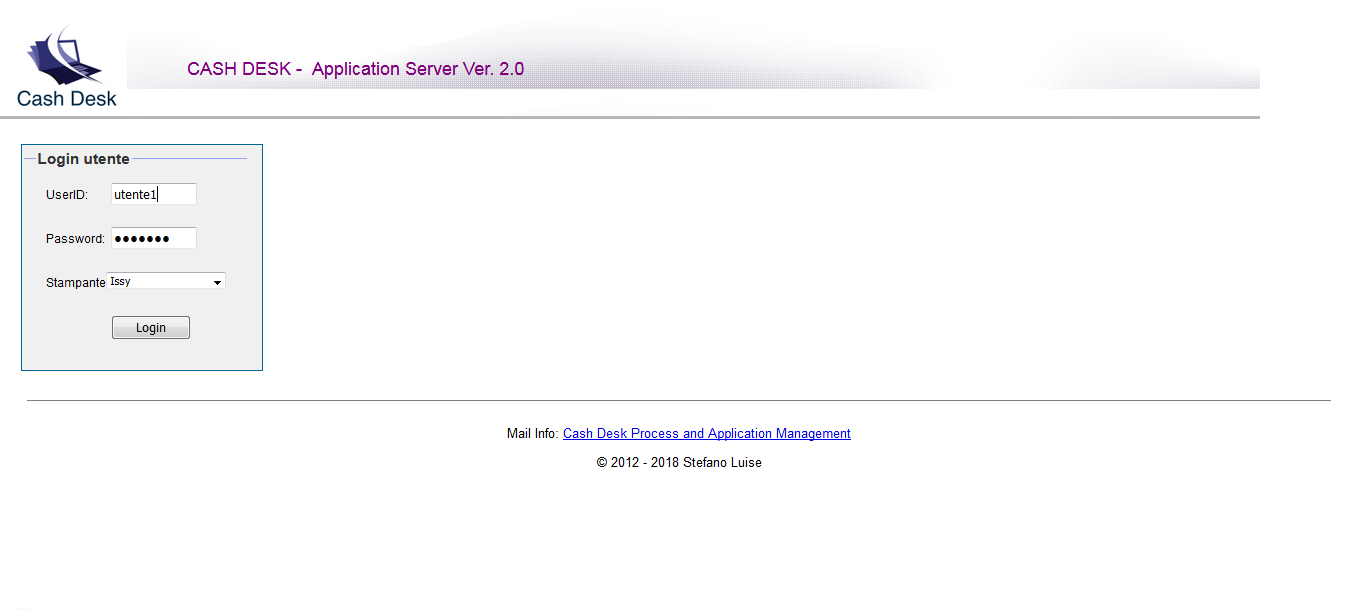 Cash Desk
CASH DESK - Application Server Ver. 2.0
Login utente
UserID: utente1
Password: ●●●●●●●
Stampante Issy
Login
Mail Info: Cash Desk Process and Application Management
© 2012 - 2018 Stefano Luise